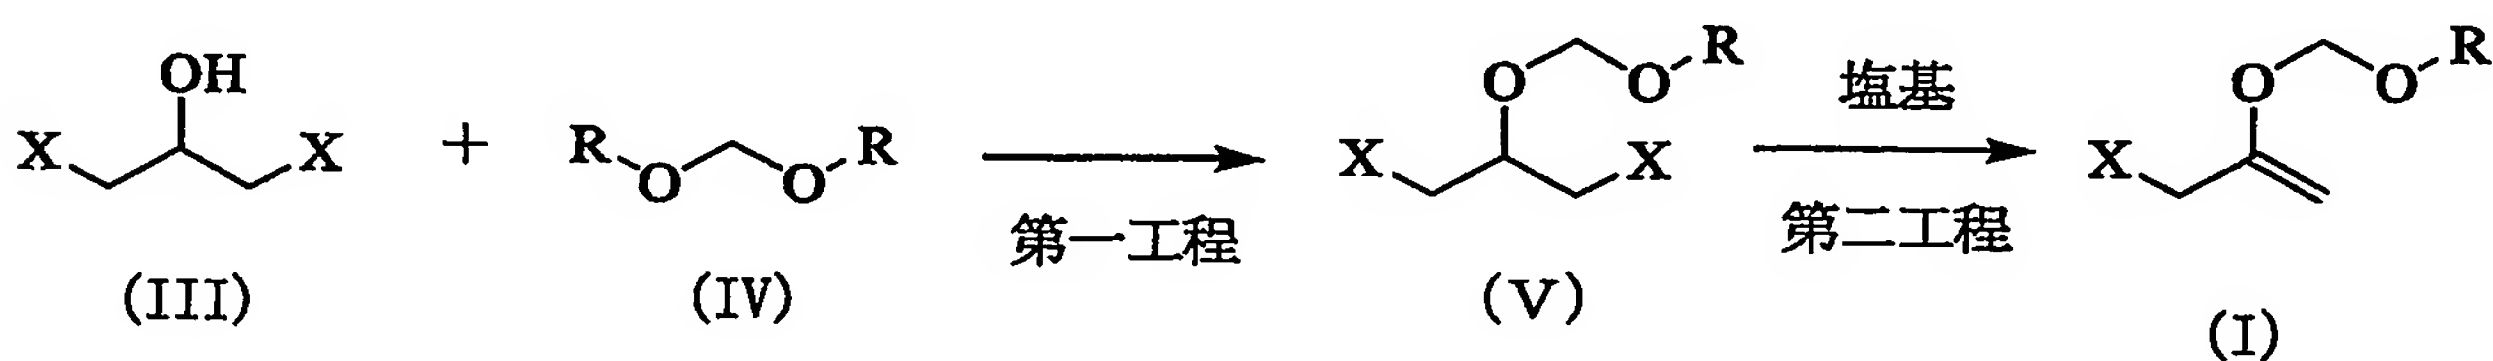 OH
X X + R O O R
第一工程
(III) (IV)
O O R
X X
(V)
塩基
第二工程
O O R
X
(I)